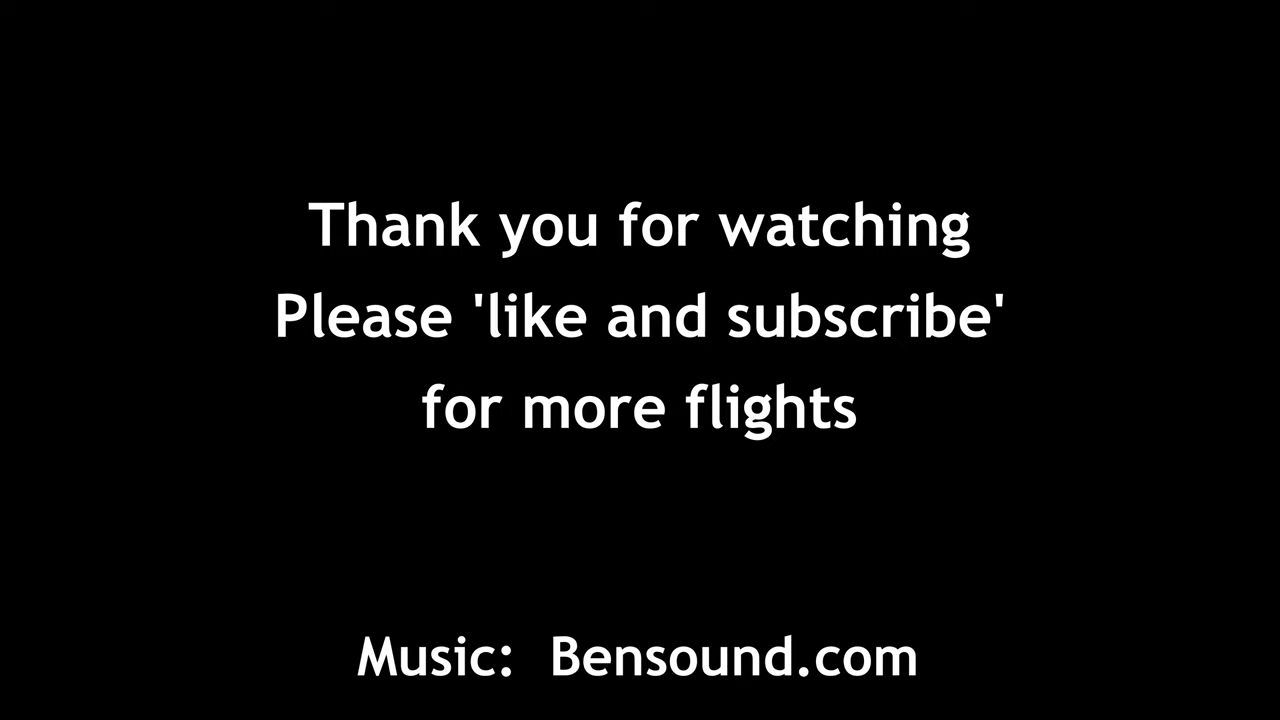 Thank you for watching
Please 'like and subscribe'
for more flights
Music: Bensound.com